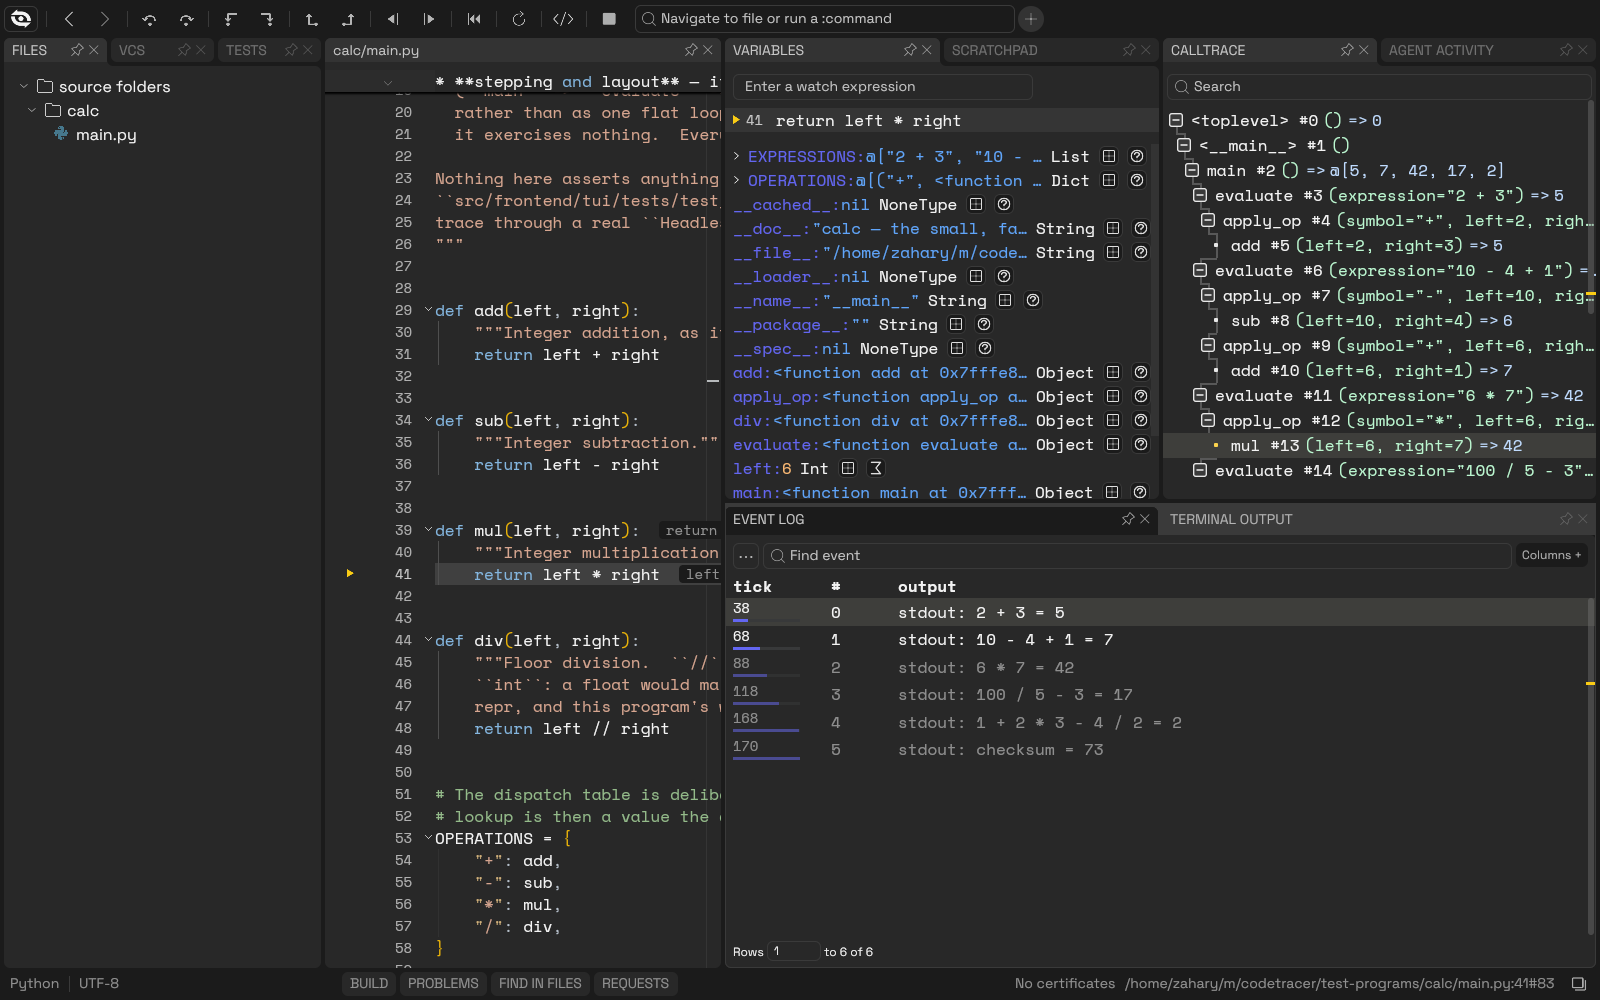 Navigate to file or run a :command
FILES
VCS
TESTS
source folders
calc
main.py
calc/main.py
* **stepping and layout** — i
20 rather than as one flat loop
21 it exercises nothing. Ever
22
23 Nothing here asserts anything
24 ``src/frontend/tui/tests/test_
25 trace through a real ``Headle
26 """
27
28
29 def add(left, right):
30 """Integer addition, as i
31 return left + right
32
33
34 def sub(left, right):
35 """Integer subtraction.""
36 return left - right
37
38
39 def mul(left, right): return
40 """Integer multiplication
41 return left * right left
42
43
44 def div(left, right):
45 """Floor division. ``//`
46 ``int``: a float would ma
47 repr, and this program's
48 return left // right
49
50
51 # The dispatch table is delib
52 # lookup is then a value the
53 OPERATIONS = {
54 "+": add,
55 "-": sub,
56 "*": mul,
57 "/": div,
58 }
VARIABLES
SCRATCHPAD
Enter a watch expression
41 return left * right
EXPRESSIONS:@["2 + 3", "10 - … List
OPERATIONS:@[("+", <function … Dict
__cached__:nil NoneType
__doc__:"calc — the small, fa… String
__file__:"/home/zahary/m/code… String
__loader__:nil NoneType
__name__:"__main__" String
__package__:"" String
__spec__:nil NoneType
add:<function add at 0x7fffe8… Object
apply_op:<function apply_op a… Object
div:<function div at 0x7fffe8… Object
evaluate:<function evaluate a… Object
left:6 Int
main:<function main at 0x7fff… Object
CALLTRACE
AGENT ACTIVITY
Search
<toplevel> #0 () => 0
<__main__> #1 ()
main #2 () => @[5, 7, 42, 17, 2]
evaluate #3 (expression="2 + 3") => 5
apply_op #4 (symbol="+", left=2, righ…
add #5 (left=2, right=3) => 5
evaluate #6 (expression="10 - 4 + 1") =…
apply_op #7 (symbol="-", left=10, rig…
sub #8 (left=10, right=4) => 6
apply_op #9 (symbol="+", left=6, righ…
add #10 (left=6, right=1) => 7
evaluate #11 (expression="6 * 7") => 42
apply_op #12 (symbol="*", left=6, rig…
mul #13 (left=6, right=7) => 42
evaluate #14 (expression="100 / 5 - 3"…
EVENT LOG
TERMINAL OUTPUT
... Find event Columns +
tick # output
38 0 stdout: 2 + 3 = 5
68 1 stdout: 10 - 4 + 1 = 7
88 2 stdout: 6 * 7 = 42
118 3 stdout: 100 / 5 - 3 = 17
168 4 stdout: 1 + 2 * 3 - 4 / 2 = 2
170 5 stdout: checksum = 73
Rows 1 to 6 of 6
Python UTF-8
BUILD PROBLEMS FIND IN FILES REQUESTS
No certificates /home/zahary/m/codetracer/test-programs/calc/main.py:41#83